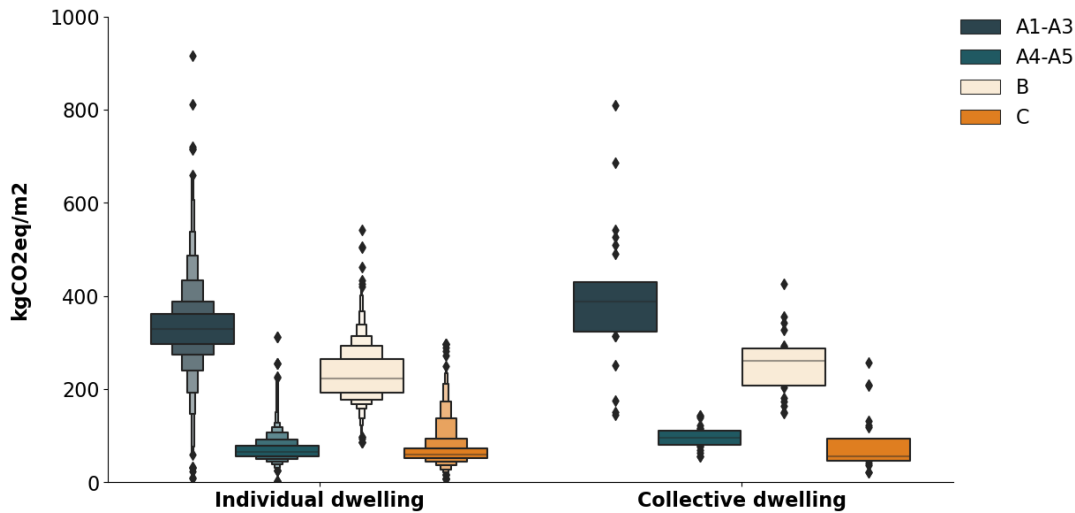 1000
800
600
400
200
0
kgCO2eq/m2
Individual dwelling
Collective dwelling
A1-A3
A4-A5
B
C